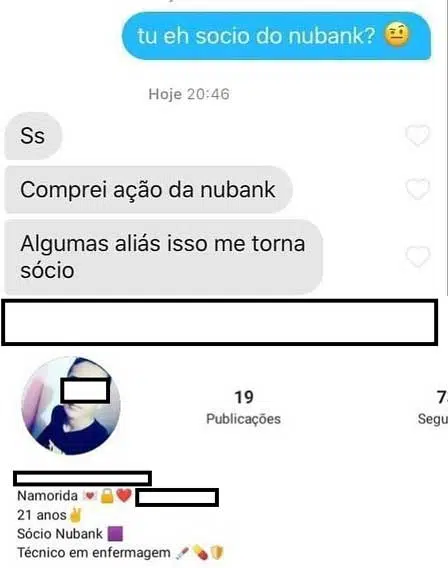 tu eh socio do nubank? 🤨
Hoje 20:46
Ss
Comprei ação da nubank
Algumas aliás isso me torna
sócio
19
7
Publicações
Segu
Namorida 💌🔒❤️
21 anos✌️
Sócio Nubank 🟪
Técnico em enfermagem 💉💊🛡️